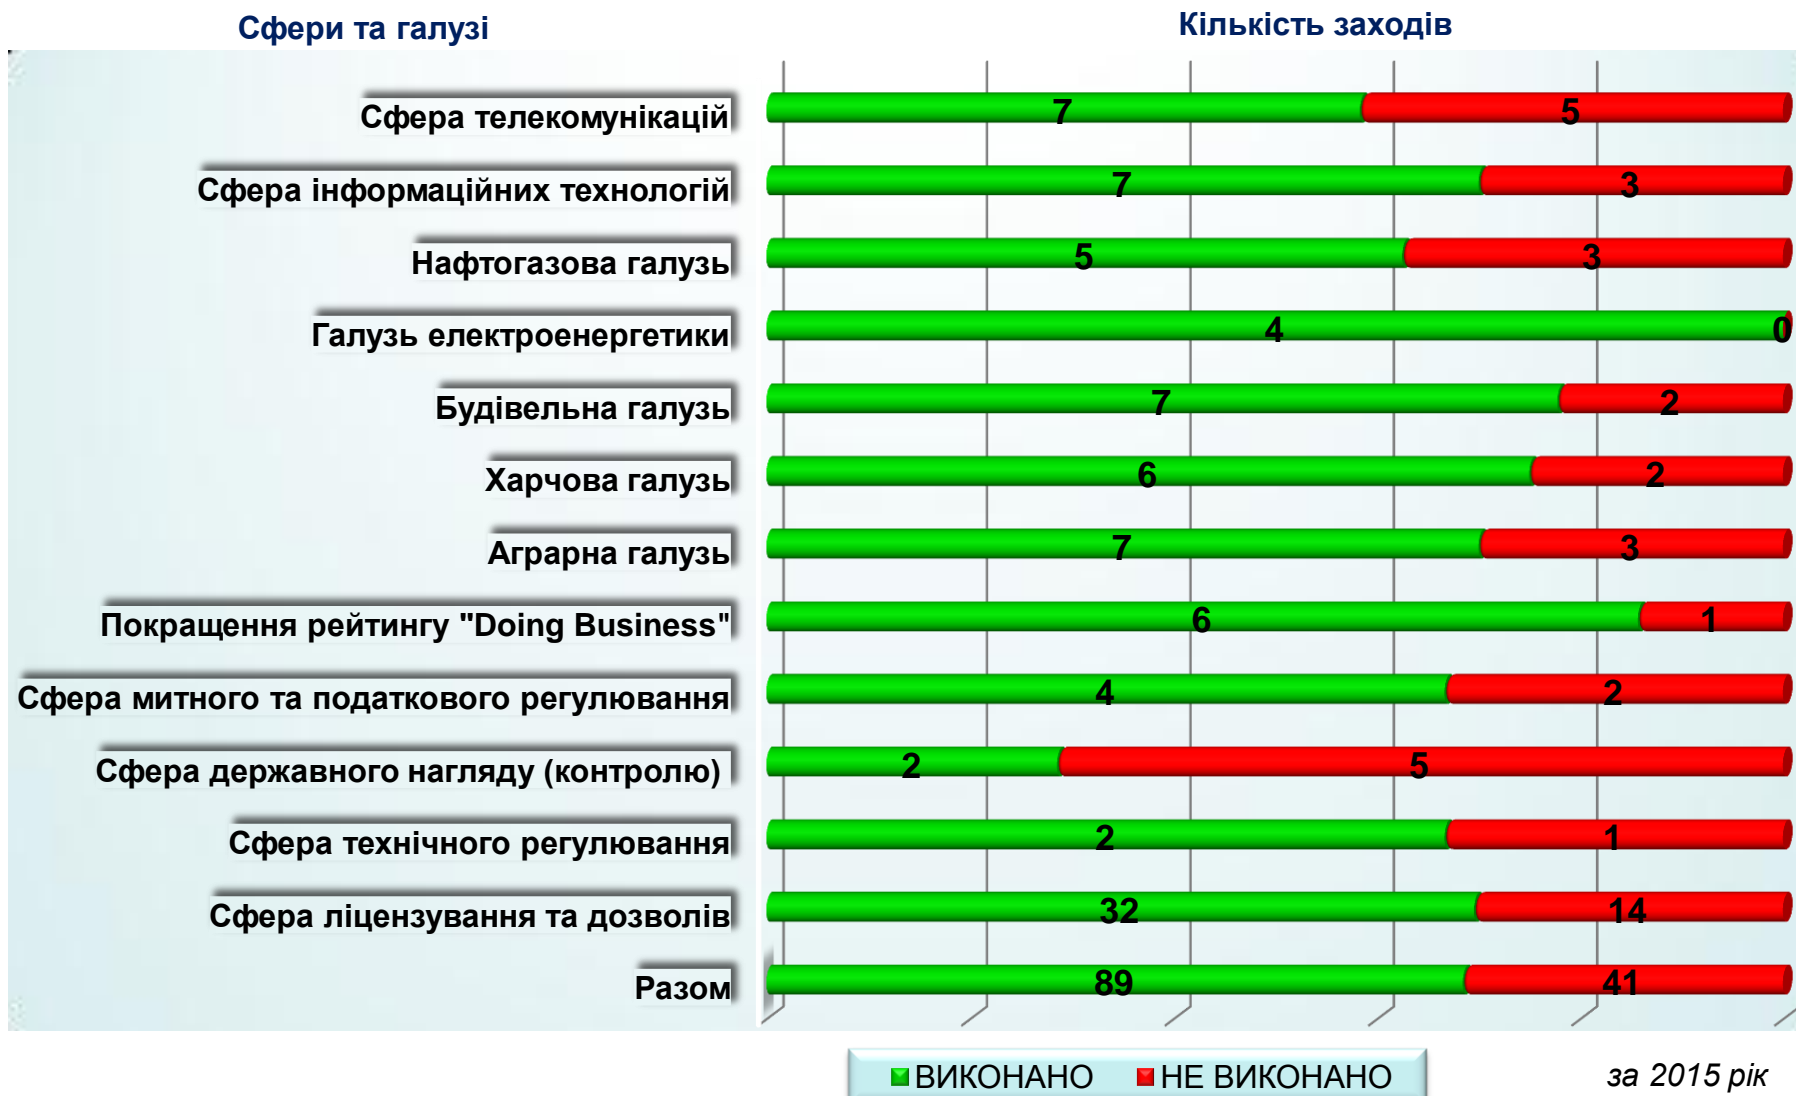 Сфери та галузі Кількість заходів
Сфера телекомунікацій 7 5
Сфера інформаційних технологій 7 3
Нафтогазова галузь 5 3
Галузь електроенергетики 4 0
Будівельна галузь 7 2
Харчова галузь 6 2
Аграрна галузь 7 3
Покращення рейтингу "Doing Business" 6 1
Сфера митного та податкового регулювання 4 2
Сфера державного нагляду (контролю) 2 5
Сфера технічного регулювання 2 1
Сфера ліцензування та дозволів 32 14
Разом 89 41
ВИКОНАНО НЕ ВИКОНАНО за 2015 рік